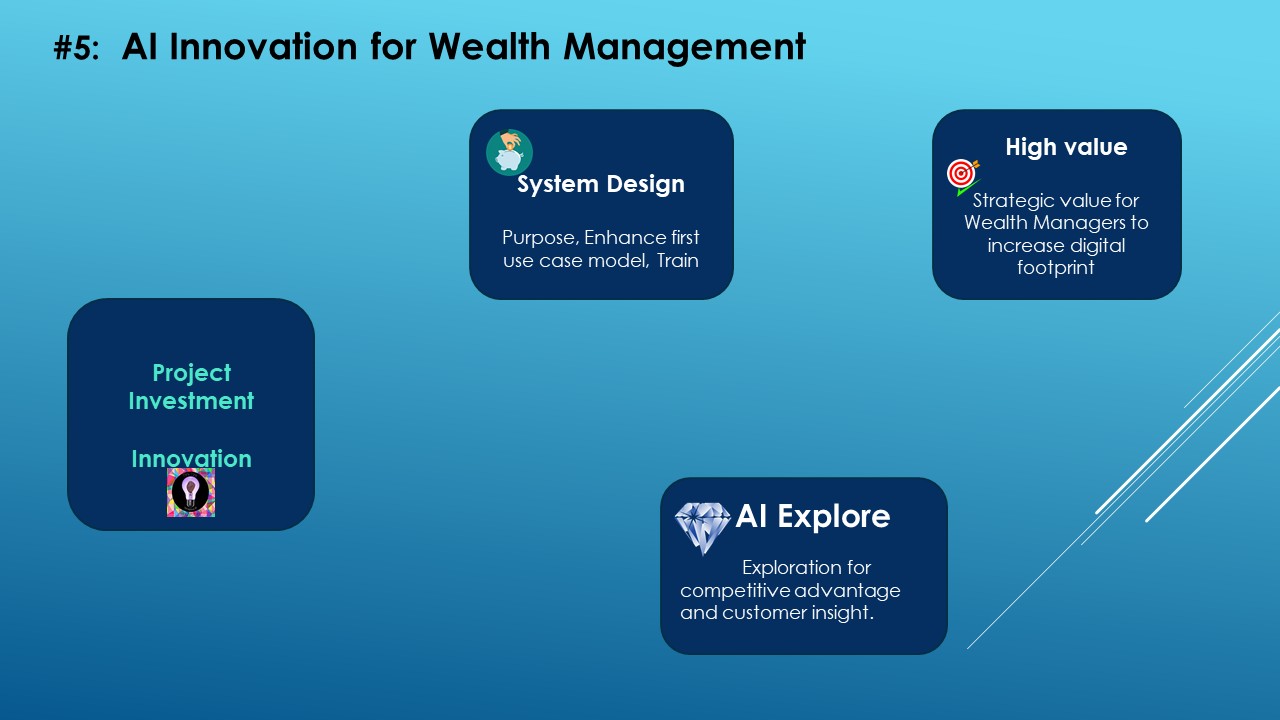 #5:  AI Innovation for Wealth Management
System Design
Purpose, Enhance first
use case model, Train
High value
Strategic value for
Wealth Managers to
increase digital
footprint
Project
Investment
Innovation
AI Explore
Exploration for
competitive advantage
and customer insight.